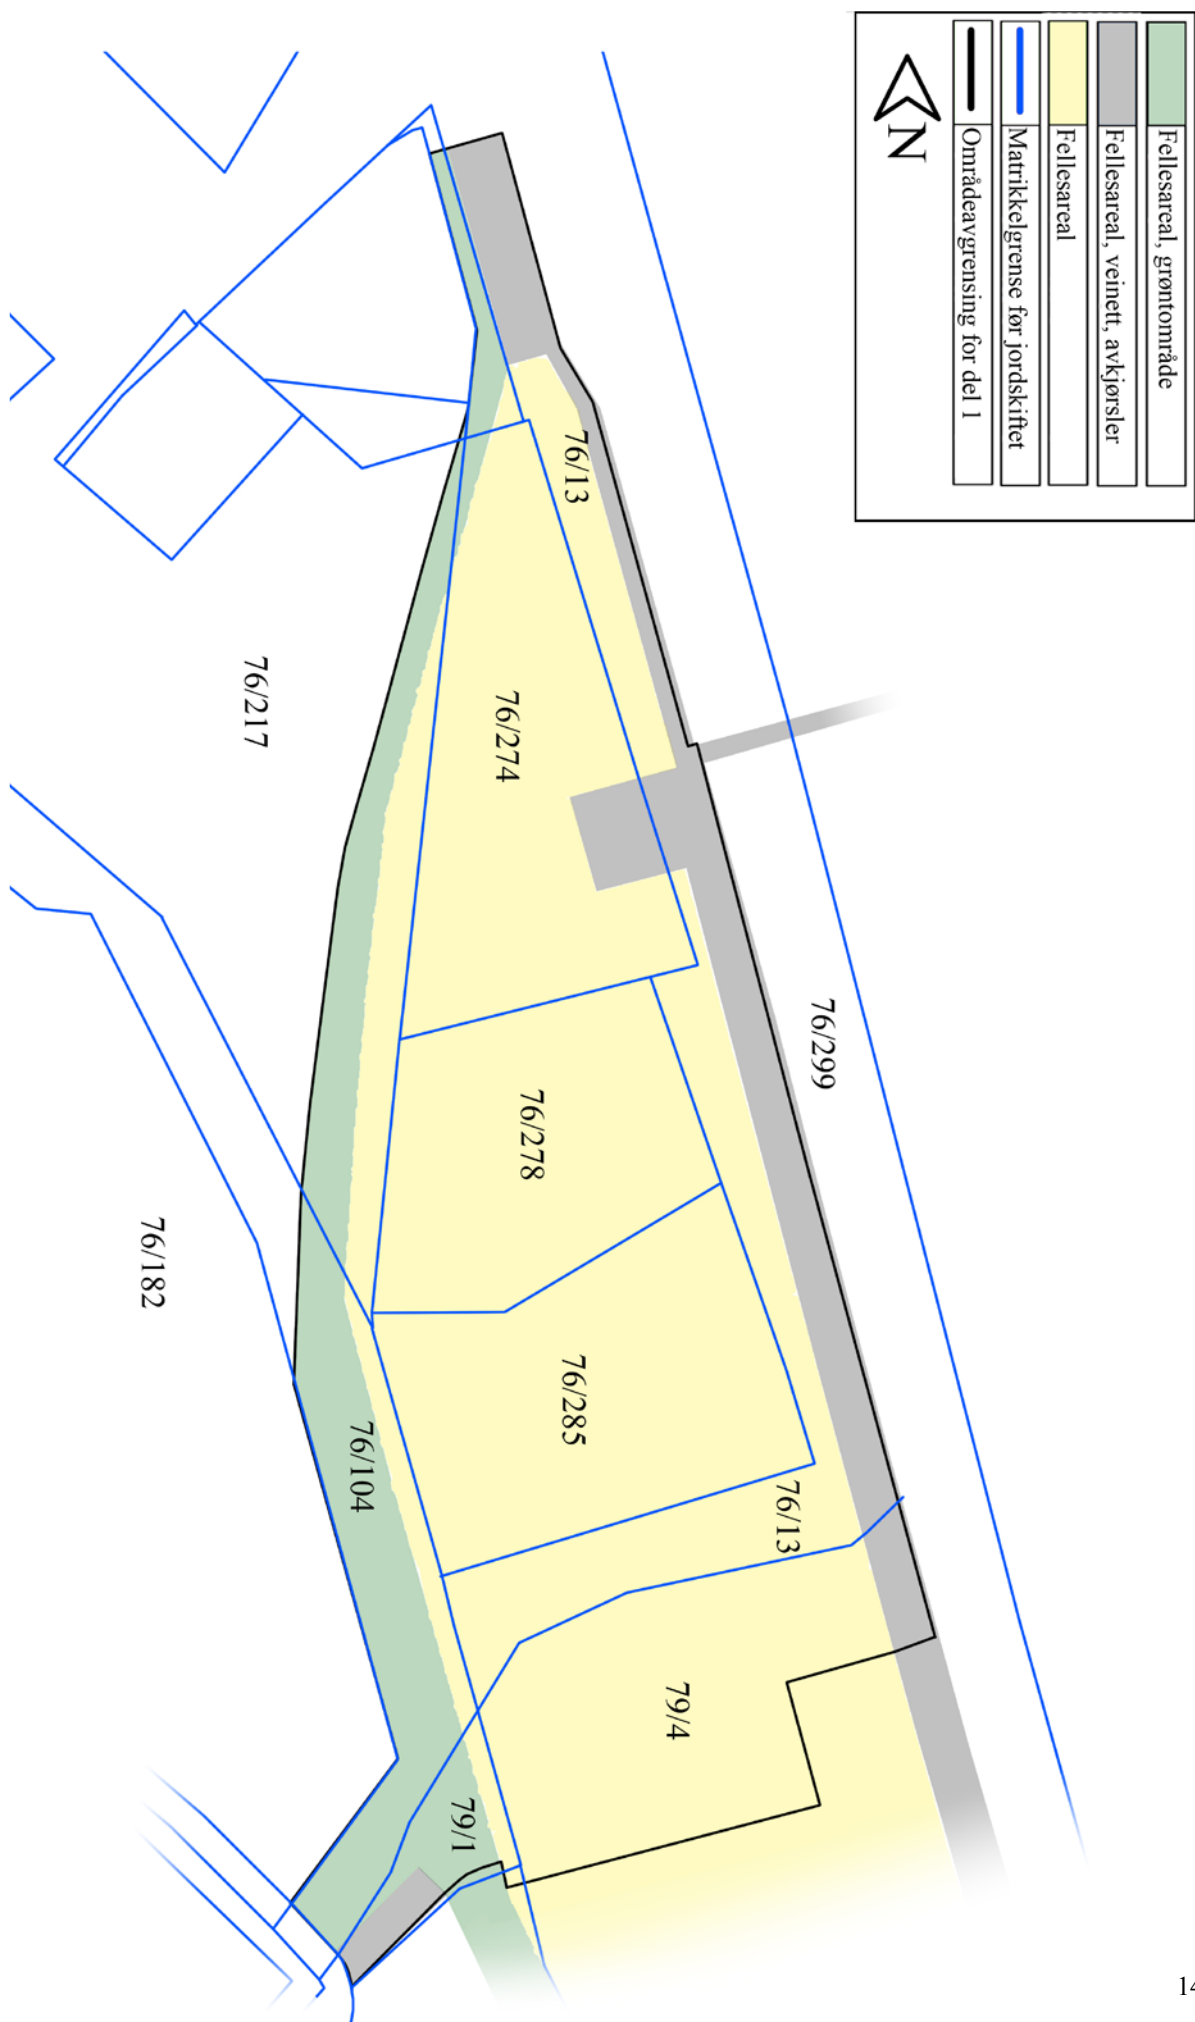 Fellesareal, grøntområde
Fellesareal, veinett, avkjørsler
Fellesareal
Matrikkelgrense før jordskiftet
Områdeavgrensing for del 1
N
76/13
76/274
76/217
76/299
76/278
76/182
76/285
76/104
76/13
79/4
79/1
14